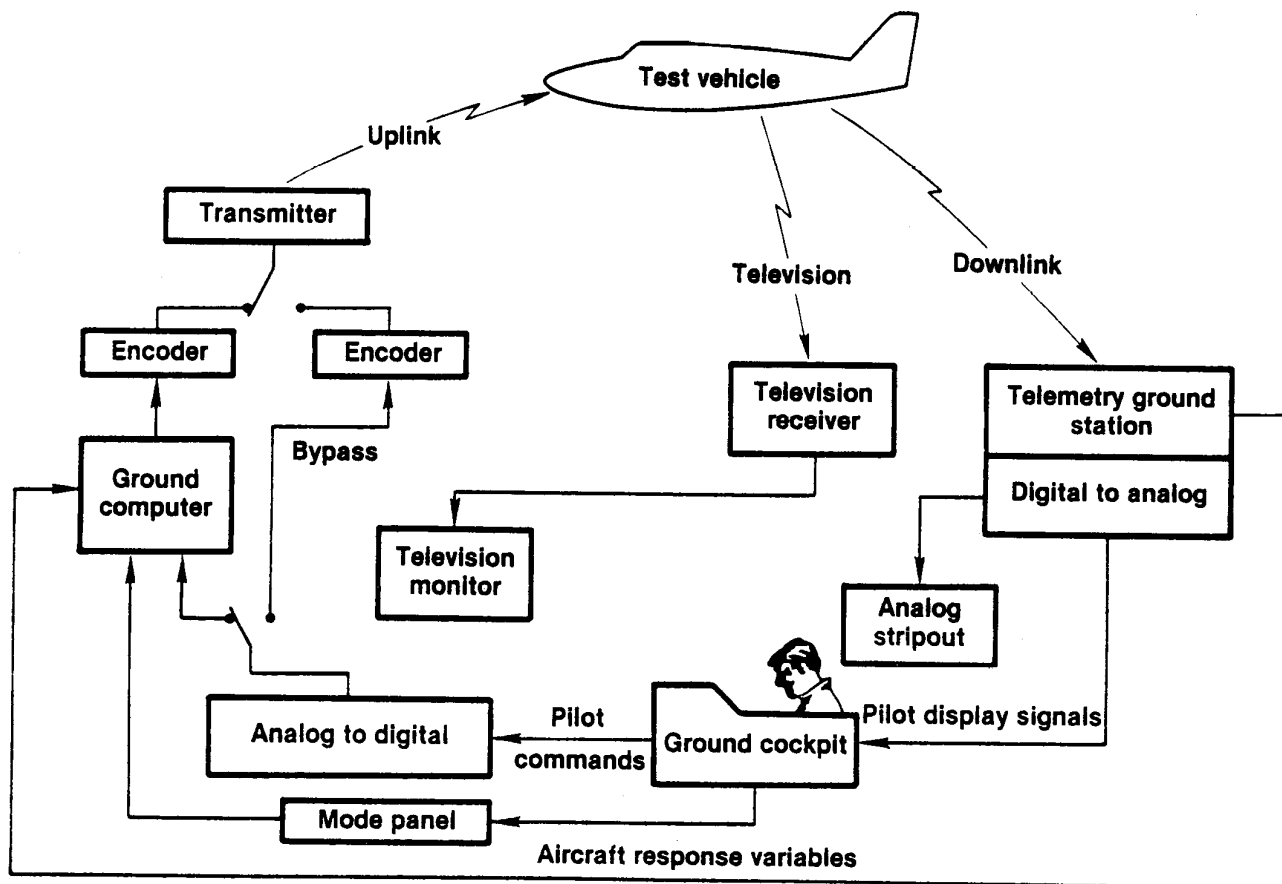 Test vehicle
Uplink
Transmitter
Television
Downlink
Encoder
Encoder
Television
receiver
Telemetry ground
station
Bypass
Ground
computer
Digital to analog
Television
monitor
Analog
stripout
Analog to digital
Pilot
commands
Ground cockpit
Pilot display signals
Mode panel
Aircraft response variables